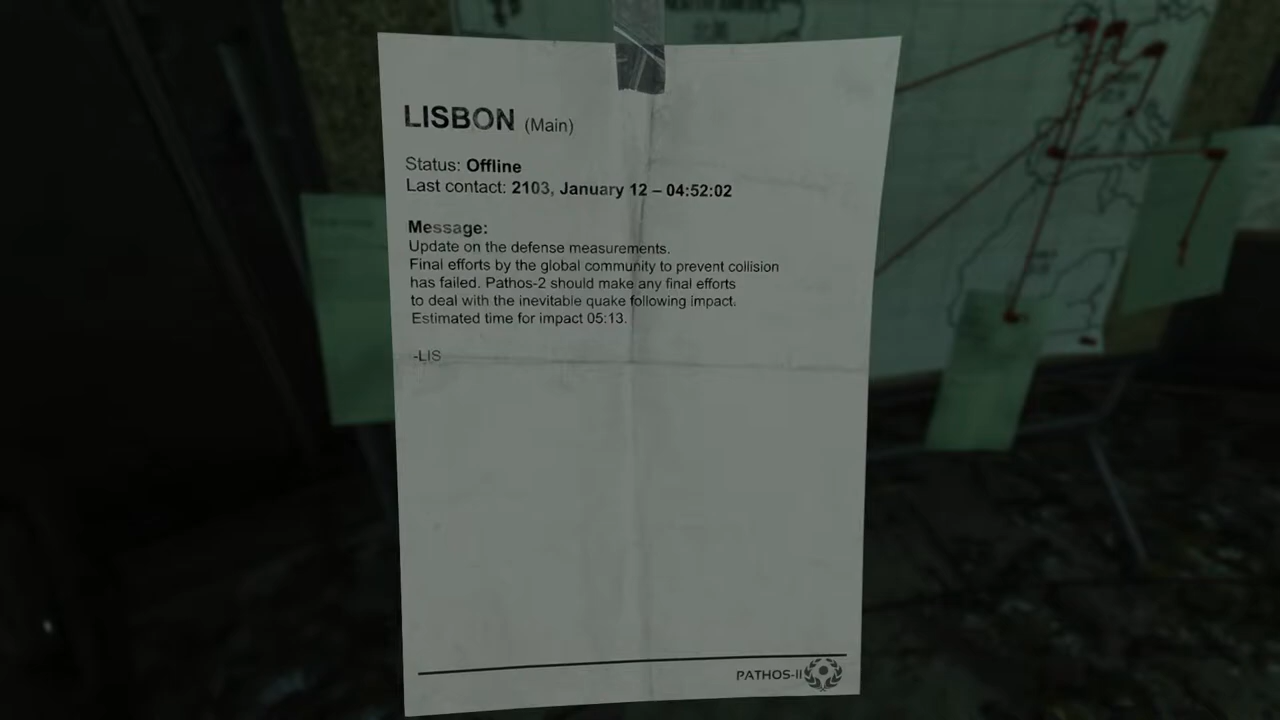 NORTH AMERICA
LISBON (Main)
Status: Offline
Last contact: 2103, January 12 – 04:52:02
Message:
Update on the defense measurements.
Final efforts by the global community to prevent collision
has failed. Pathos-2 should make any final efforts
to deal with the inevitable quake following impact.
Estimated time for impact 05:13.
-LIS
PATHOS-II